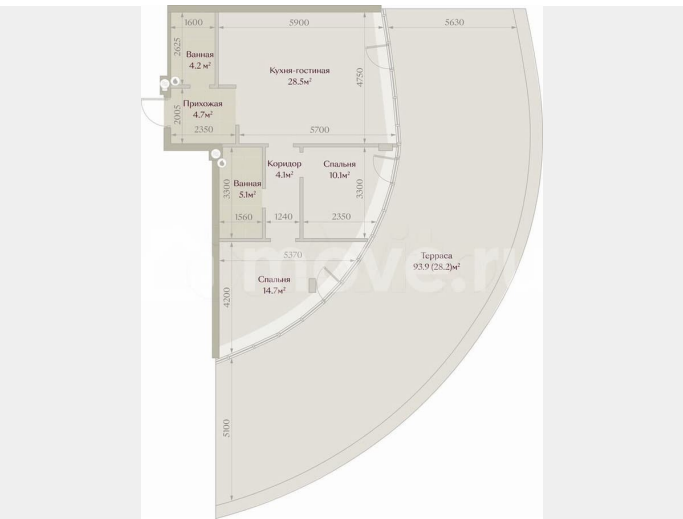 1600
5900
5630
2625
Ванная
4.2 м²
Кухня-гостиная
28.5м²
4750
Прихожая
4.7м²
2005
2350
5700
Коридор
4.1м²
Спальня
10.1м²
Ванная
5.1м²
3300
3300
1560
1240
2350
Терраса
93.9 (28.2)м²
5370
Спальня
14.7м²
move.ru
4200
5100